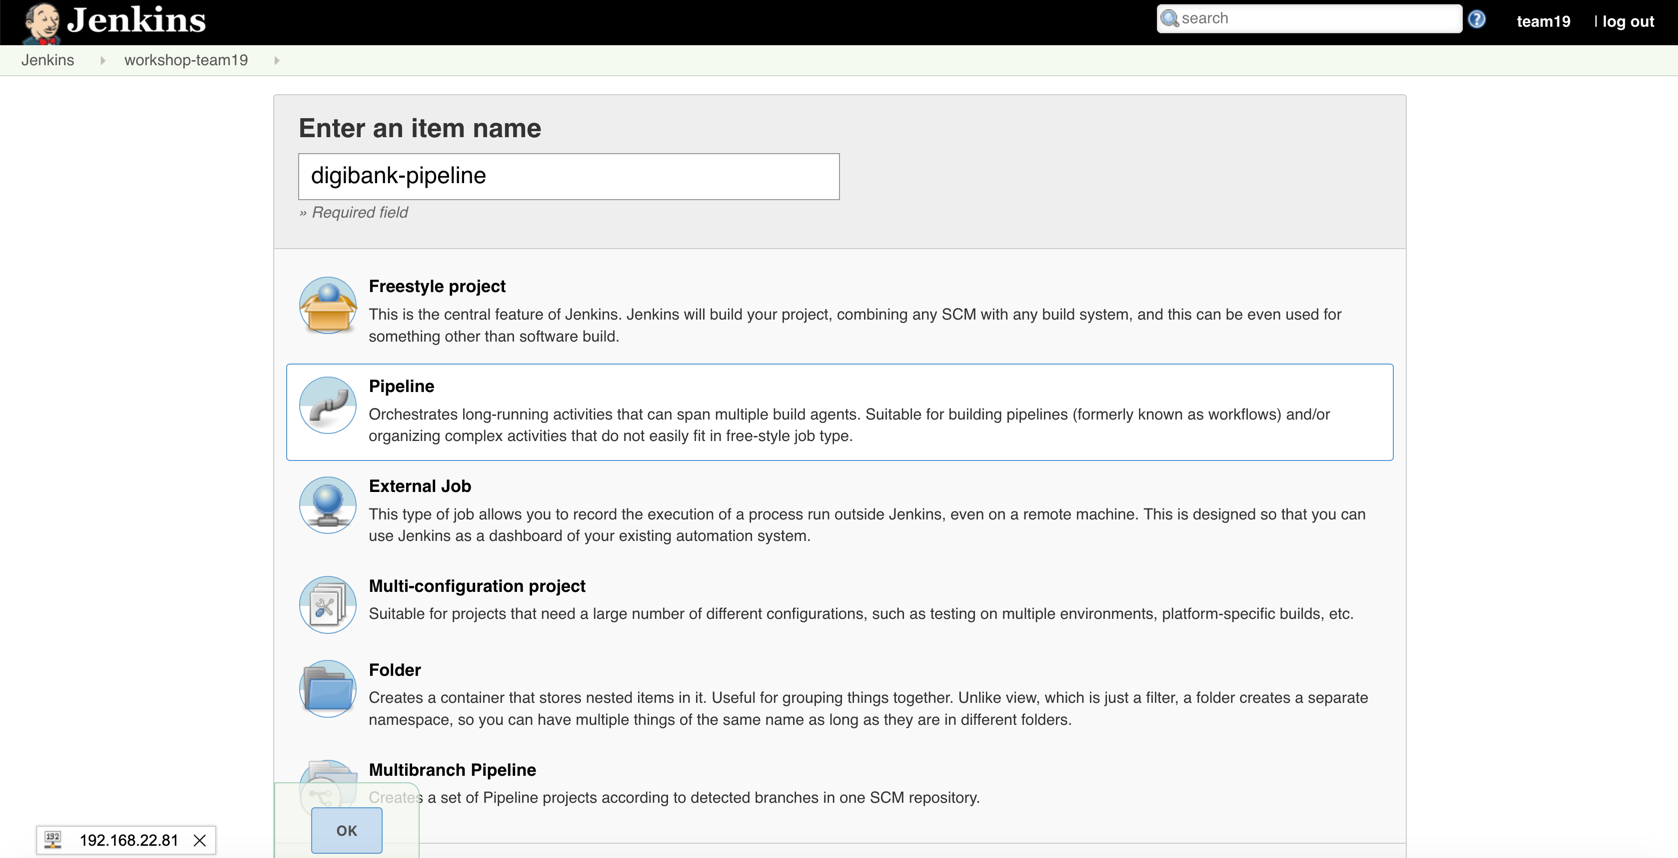 Jenkins
search
team19 | log out
Jenkins
workshop-team19
Enter an item name
digibank-pipeline
» Required field
Freestyle project
This is the central feature of Jenkins. Jenkins will build your project, combining any SCM with any build system, and this can be even used for
something other than software build.
Pipeline
Orchestrates long-running activities that can span multiple build agents. Suitable for building pipelines (formerly known as workflows) and/or
organizing complex activities that do not easily fit in free-style job type.
External Job
This type of job allows you to record the execution of a process run outside Jenkins, even on a remote machine. This is designed so that you can
use Jenkins as a dashboard of your existing automation system.
Multi-configuration project
Suitable for projects that need a large number of different configurations, such as testing on multiple environments, platform-specific builds, etc.
Folder
Creates a container that stores nested items in it. Useful for grouping things together. Unlike view, which is just a filter, a folder creates a separate
namespace, so you can have multiple things of the same name as long as they are in different folders.
Multibranch Pipeline
Creates a set of Pipeline projects according to detected branches in one SCM repository.
OK
192
192.168.22.81